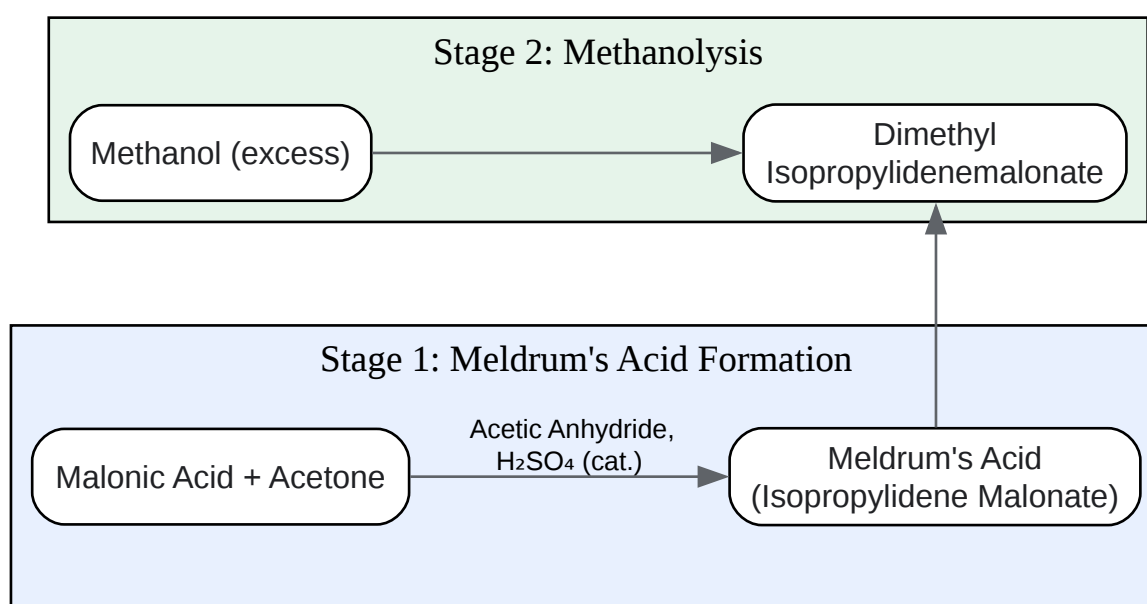 Stage 2: Methanolysis
Methanol (excess)
Dimethyl
Isopropylidenemalonate
Stage 1: Meldrum's Acid Formation
Malonic Acid + Acetone
Acetic Anhydride,
H₂SO₄ (cat.)
Meldrum's Acid
(Isopropylidene Malonate)